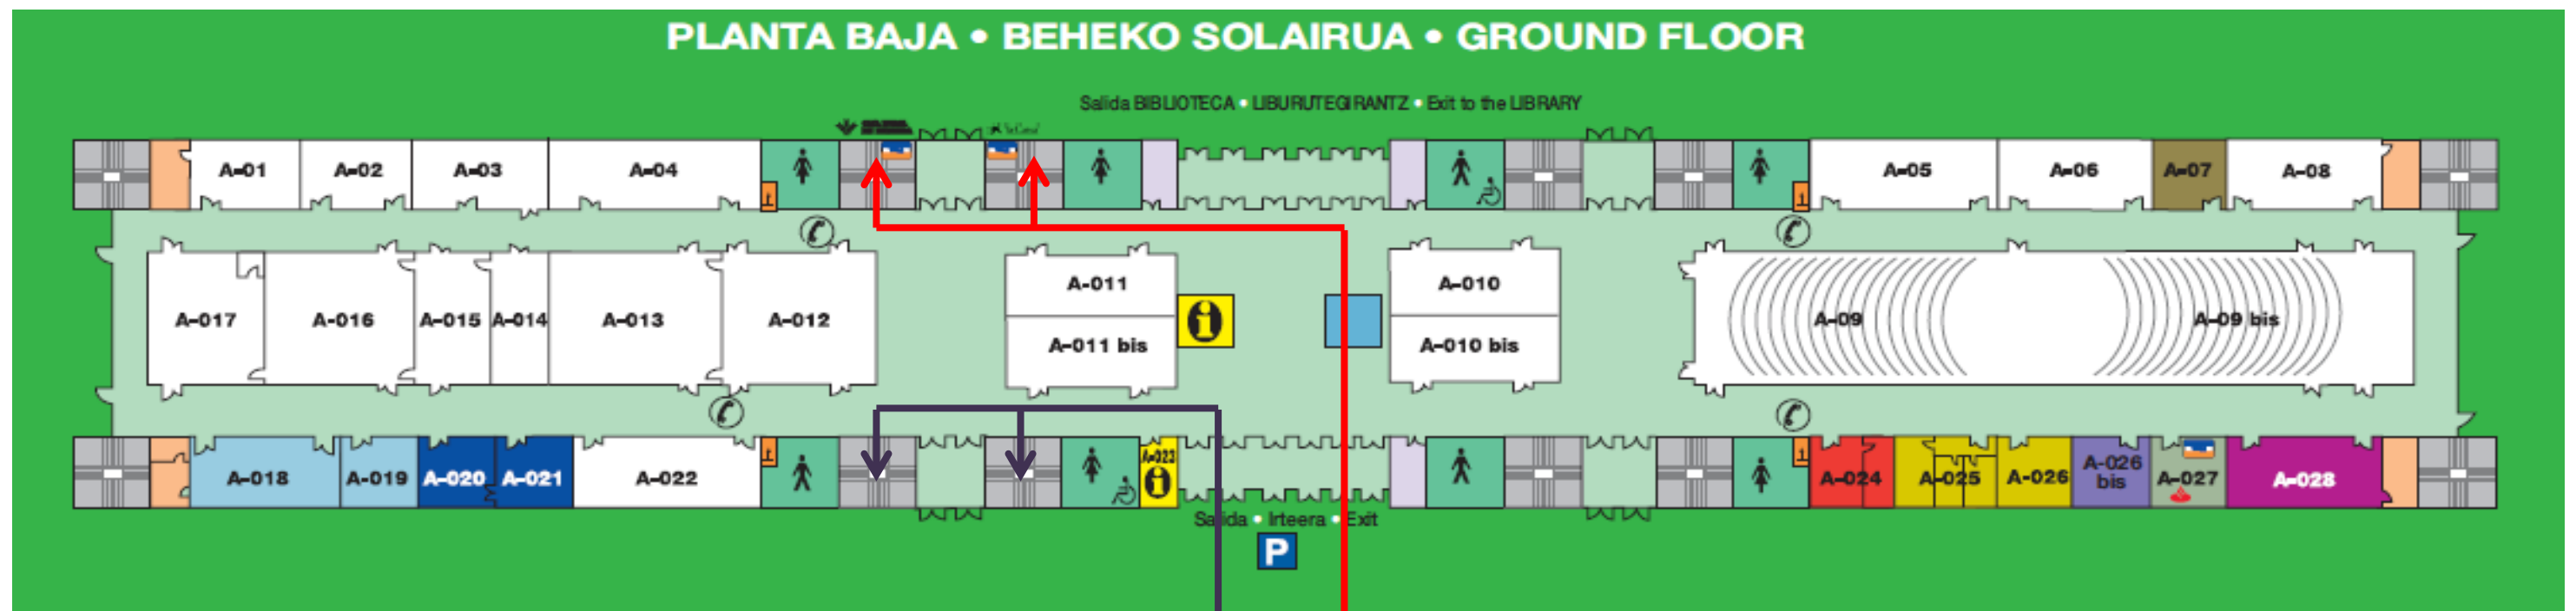 PLANTA BAJA • BEHEKO SOLAIRUA • GROUND FLOOR
Salida BIBLIOTECA • LIBURUTEGIRANTZ • Exit to the LIBRARY
A-01 A-02 A-03 A-04 A-05 A-06 A-07 A-08
A-011 A-010
A-017 A-016 A-015 A-014 A-013 A-012 i A-09 A-09 bis
A-011 bis A-010 bis
A-018 A-019 A-020 A-021 A-022 A-023 i A-024 A-025 A-026 A-026 bis A-027 A-028
Salida • Irteera • Exit
P